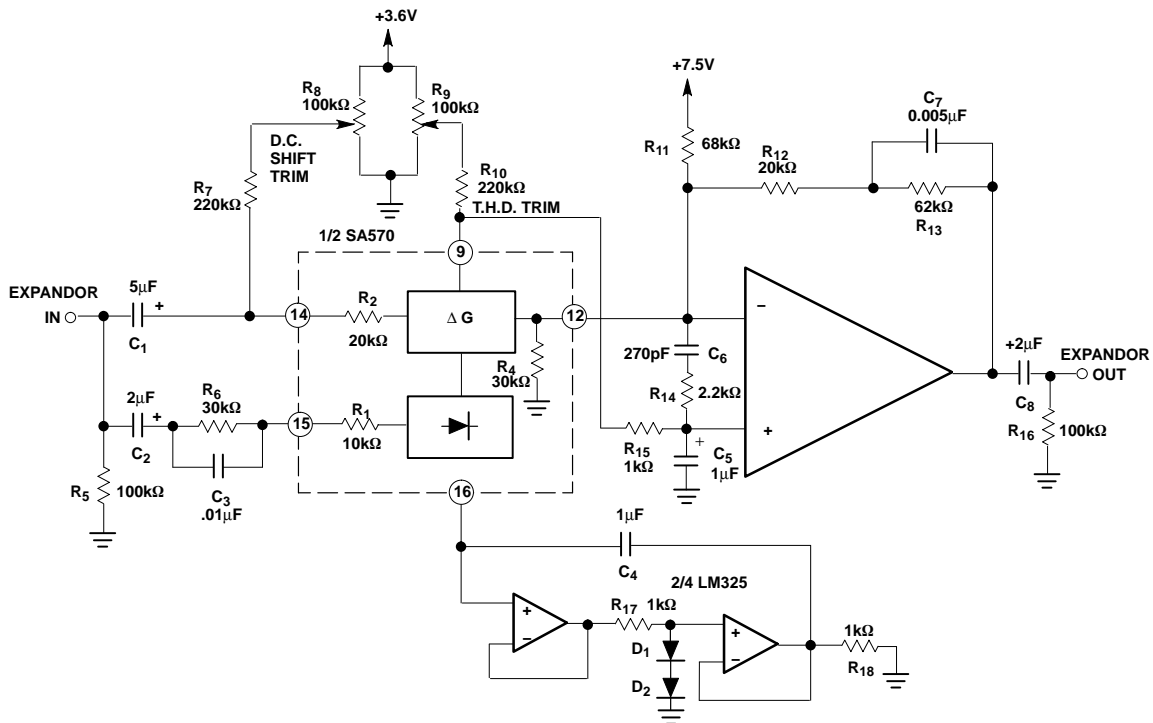 +3.6V
R8
100kΩ
R9
100kΩ
D.C.
SHIFT
TRIM
R7
220kΩ
R10
220kΩ
T.H.D. TRIM
1/2 SA570
9
+7.5V
R11
68kΩ
R12
20kΩ
C7
0.005µF
62kΩ
R13
EXPANDOR
IN
5µF
+
C1
14
R2
20kΩ
Δ G
12
R4
30kΩ
270pF
C6
R14
2.2kΩ
−
+
+2µF
C8
EXPANDOR
OUT
R16
100kΩ
2µF
+
C2
R6
30kΩ
C3
.01µF
15
R1
10kΩ
R15
1kΩ
+
C5
1µF
R5
100kΩ
16
1µF
C4
2/4 LM325
+
−
R17
1kΩ
D1
D2
+
−
1kΩ
R18